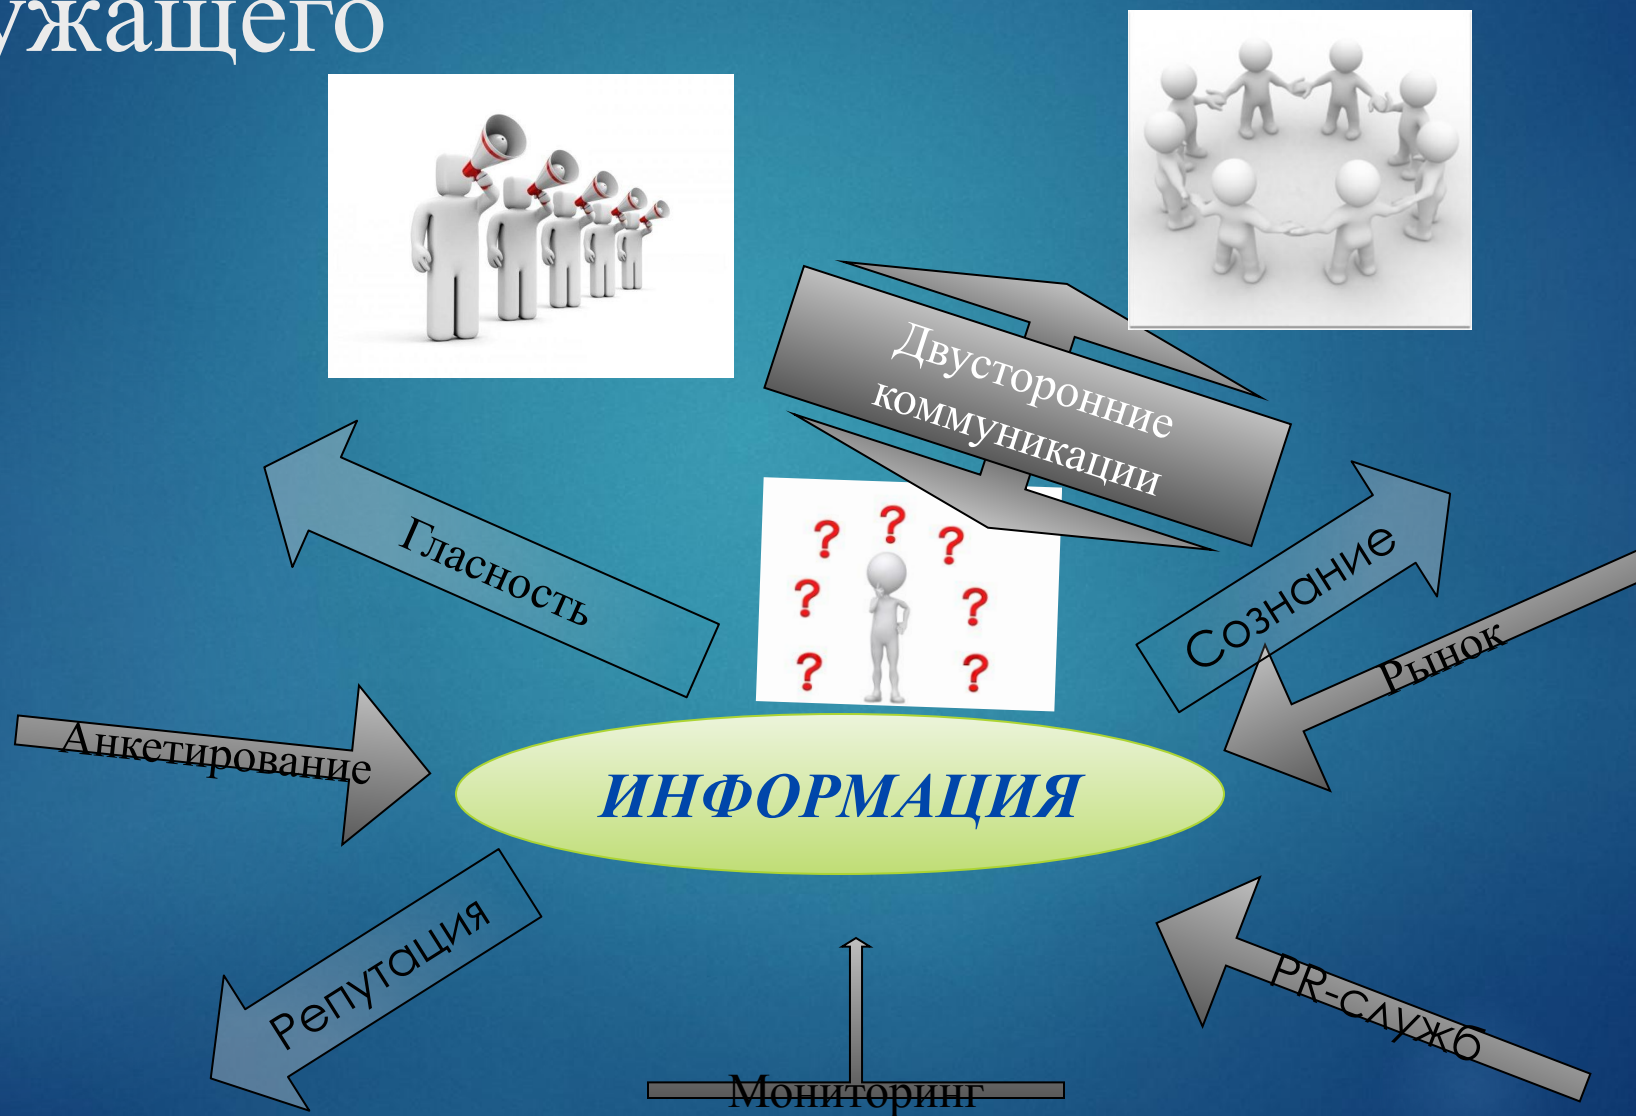 ужащего
Двусторонние
коммуникации
Гласность
Сознание
Рынок
Анкетирование
? ? ? ? ? ? ?
ИНФОРМАЦИЯ
Репутация
PR-служб
Мониторинг